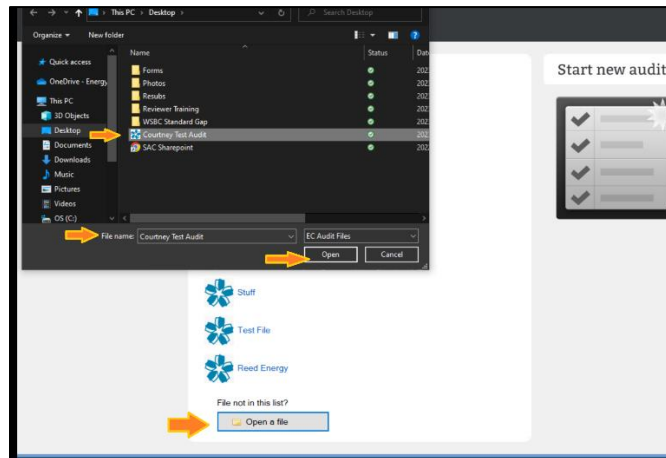 This PC › Desktop ›
Search Desktop
Organize
New folder
Name
Status
Quick access
OneDrive - Energy
This PC
3D Objects
Desktop
Documents
Downloads
Music
Pictures
Videos
OS (C:)
Forms
Photos
Resubs
Reviewer Training
WSBC Standard Gap
Courtney Test Audit
SAC Sharepoint
File name: Courtney Test Audit
EC Audit Files
Open
Cancel
Start new audit
Stuff
Test File
Reed Energy
File not in this list?
Open a file